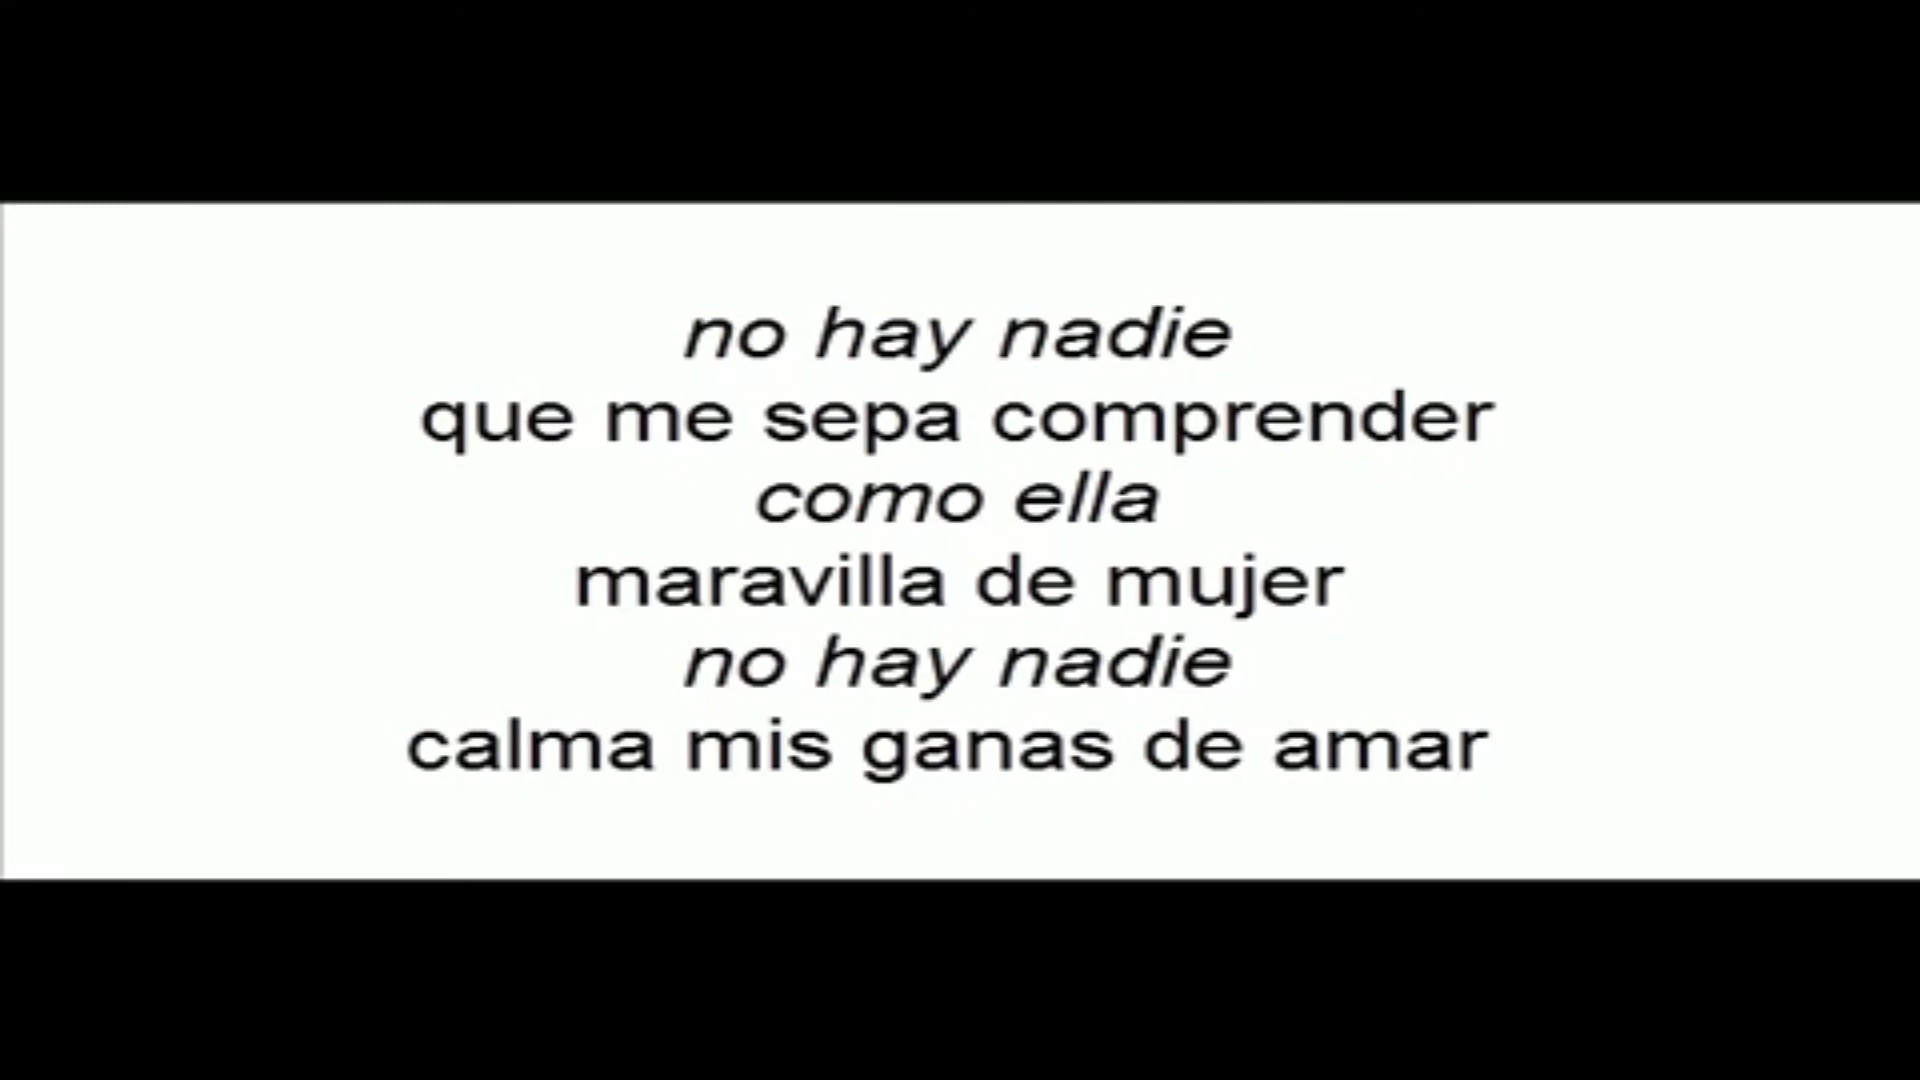 no hay nadie
que me sepa comprender
como ella
maravilla de mujer
no hay nadie
calma mis ganas de amar